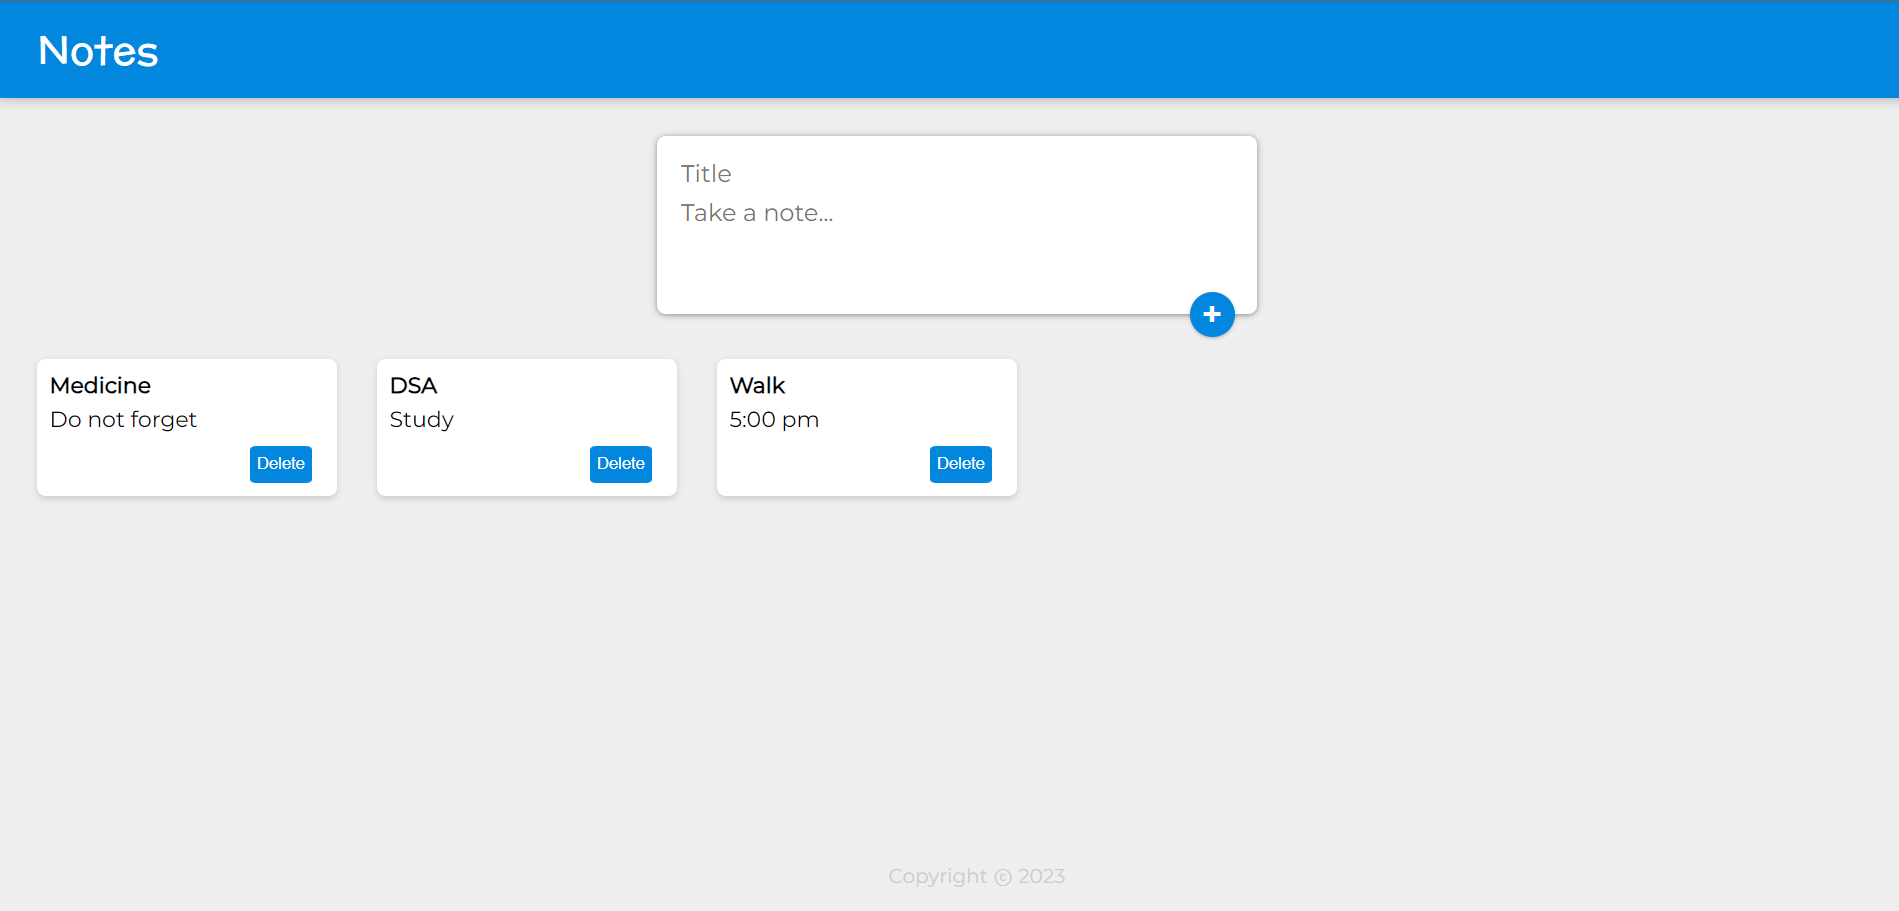 Notes
Title
Take a note...
+
Medicine
Do not forget
Delete
DSA
Study
Delete
Walk
5:00 pm
Delete
Copyright © 2023